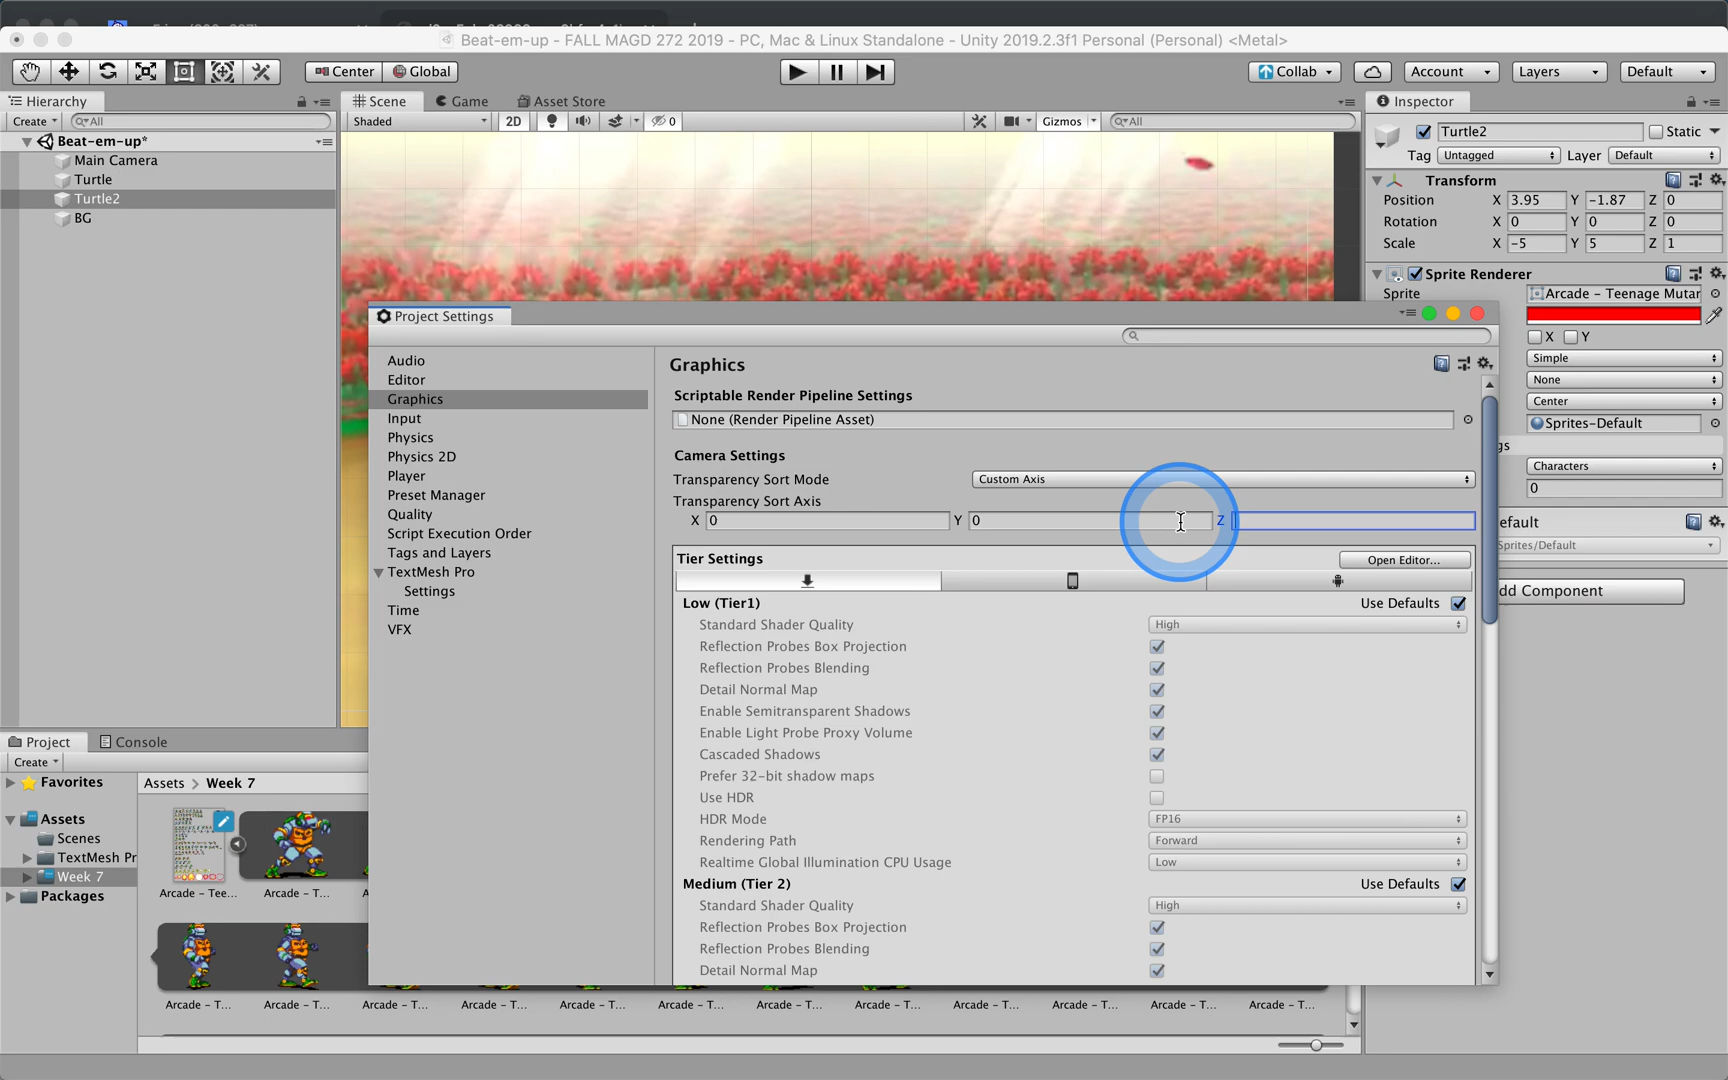 Beat-em-up - FALL MAGD 272 2019 - PC, Mac & Linux Standalone - Unity 2019.2.3f1 Personal (Personal) <Metal>
Center Global Collab Account Layers Default
Hierarchy
Create All
Beat-em-up*
Main Camera
Turtle
Turtle2
BG
Scene Game Asset Store
Shaded 2D 0 Gizmos All
Inspector
Turtle2 Static
Tag Untagged Layer Default
Transform
Position X 3.95 Y -1.87 Z 0
Rotation X 0 Y 0 Z 0
Scale X -5 Y 5 Z 1
Sprite Renderer
Sprite Arcade - Teenage Mutar
X Y
Simple
None
Center
Sprites-Default
gs
Characters
0
efault
Sprites/Default
dd Component
Project Settings
Audio
Editor
Graphics
Input
Physics
Physics 2D
Player
Preset Manager
Quality
Script Execution Order
Tags and Layers
TextMesh Pro
Settings
Time
VFX
Graphics
Scriptable Render Pipeline Settings
None (Render Pipeline Asset)
Camera Settings
Transparency Sort Mode Custom Axis
Transparency Sort Axis
X 0 Y 0 Z
Tier Settings Open Editor...
Low (Tier1) Use Defaults
Standard Shader Quality High
Reflection Probes Box Projection
Reflection Probes Blending
Detail Normal Map
Enable Semitransparent Shadows
Enable Light Probe Proxy Volume
Cascaded Shadows
Prefer 32-bit shadow maps
Use HDR
HDR Mode FP16
Rendering Path Forward
Realtime Global Illumination CPU Usage Low
Medium (Tier 2) Use Defaults
Standard Shader Quality High
Reflection Probes Box Projection
Reflection Probes Blending
Detail Normal Map
Project Console
Create
Favorites
Assets
Scenes
TextMesh Pr
Week 7
Packages
Assets > Week 7
Arcade - Tee... Arcade - T... A
Arcade - T... Arcade - T... Arcade - T... Arcade - T... Arcade - T... Arcade - T... Arcade - T... Arcade - T... Arcade - T... Arcade - T... Arcade - T... Arcade - T...